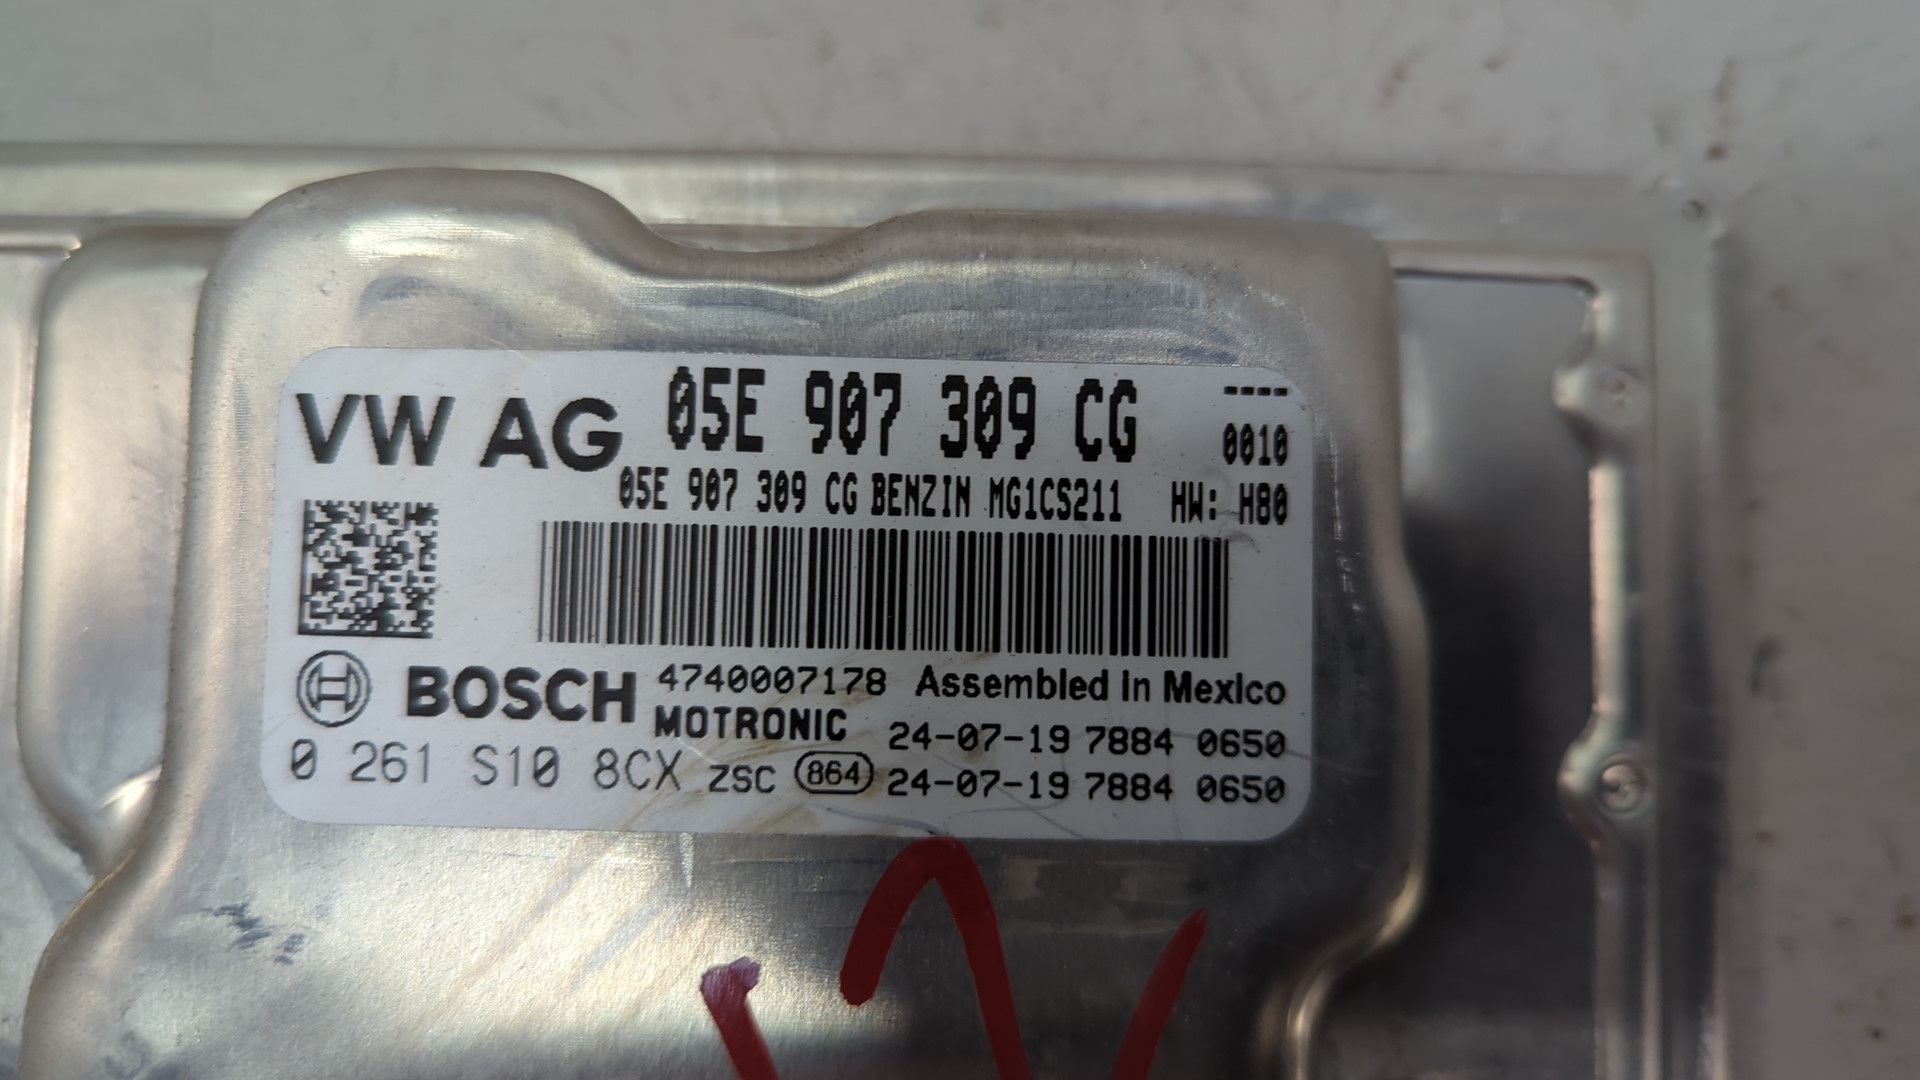 VW AG 05E 907 309 CG ----
0010
05E 907 309 CG BENZIN MG1CS211 HW: H80
BOSCH 4740007178 Assembled in Mexico
MOTRONIC 24-07-19 7884 0650
0 261 S10 8CX ZSC 864 24-07-19 7884 0650